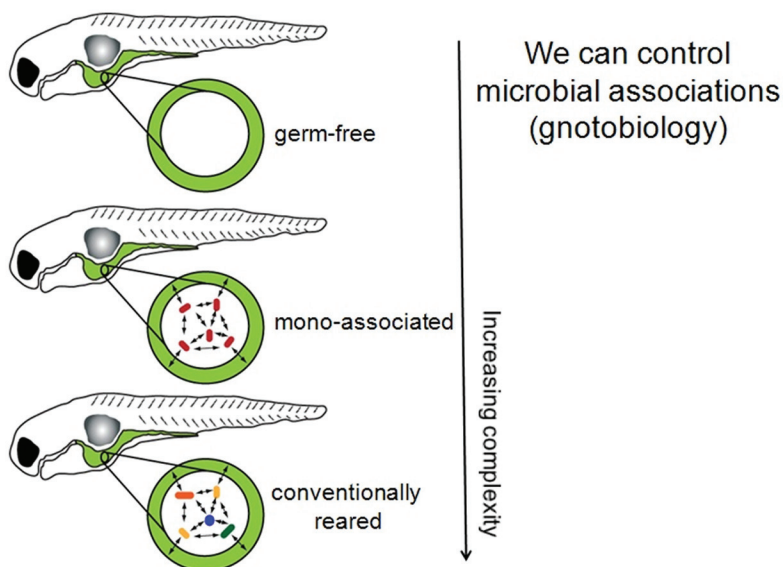 We can control
microbial associations
(gnotobiology)
germ-free
mono-associated
conventionally
reared
Increasing complexity